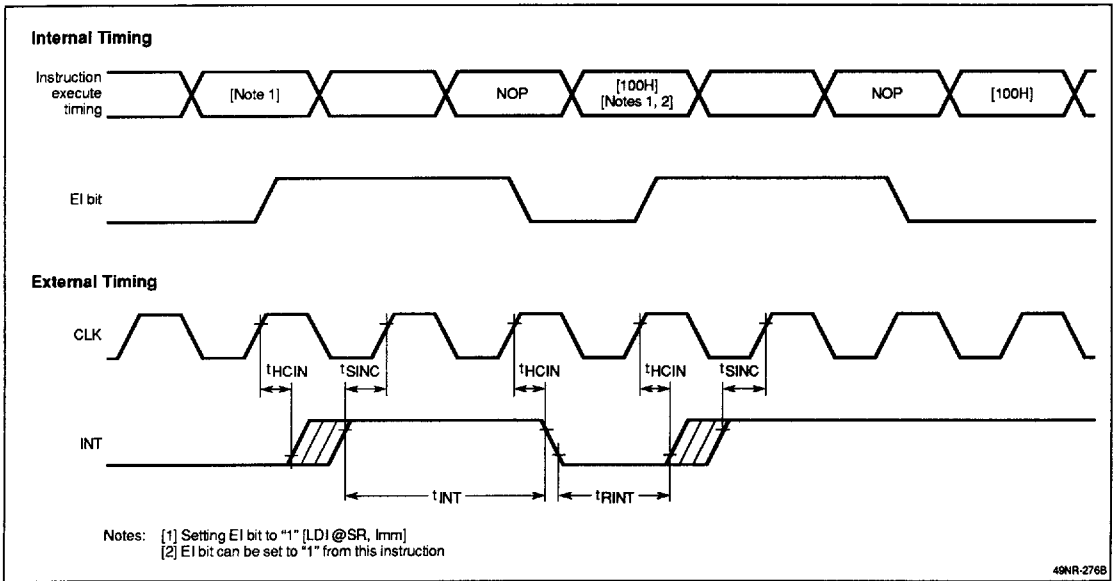 Internal Timing
Instruction
execute
timing
[Note 1]
NOP
[100H]
[Notes 1, 2]
NOP
[100H]
EI bit
External Timing
CLK
tHCIN
tSINC
tHCIN
tHCIN
tSINC
INT
tINT
tRINT
Notes: [1] Setting EI bit to "1" [LDI @SR, Imm]
[2] EI bit can be set to "1" from this instruction
49NR-276B